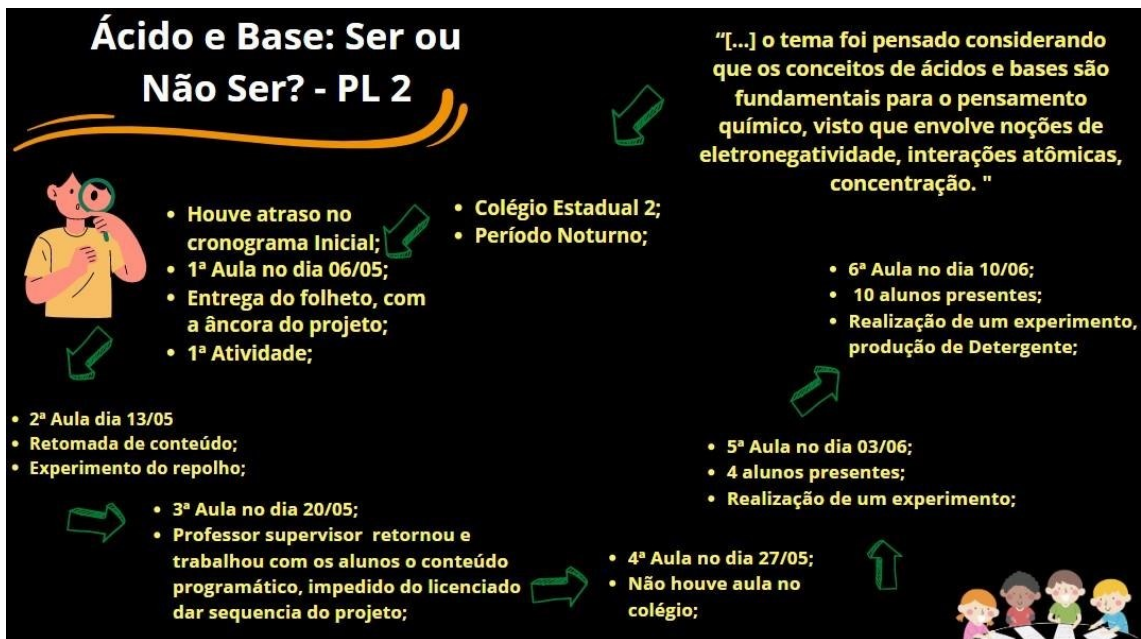 Ácido e Base: Ser ou
Não Ser? - PL 2
“[...] o tema foi pensado considerando
que os conceitos de ácidos e bases são
fundamentais para o pensamento
químico, visto que envolve noções de
eletronegatividade, interações atômicas,
concentração. "
• Colégio Estadual 2;
• Período Noturno;
• Houve atraso no
cronograma Inicial;
• 1ª Aula no dia 06/05;
• Entrega do folheto, com
a âncora do projeto;
• 1ª Atividade;
• 2ª Aula dia 13/05
• Retomada de conteúdo;
• Experimento do repolho;
• 3ª Aula no dia 20/05;
• Professor supervisor retornou e
trabalhou com os alunos o conteúdo
programático, impedido do licenciado
dar sequencia do projeto;
• 4ª Aula no dia 27/05;
• Não houve aula no
colégio;
• 5ª Aula no dia 03/06;
• 4 alunos presentes;
• Realização de um experimento;
• 6ª Aula no dia 10/06;
• 10 alunos presentes;
• Realização de um experimento,
produção de Detergente;